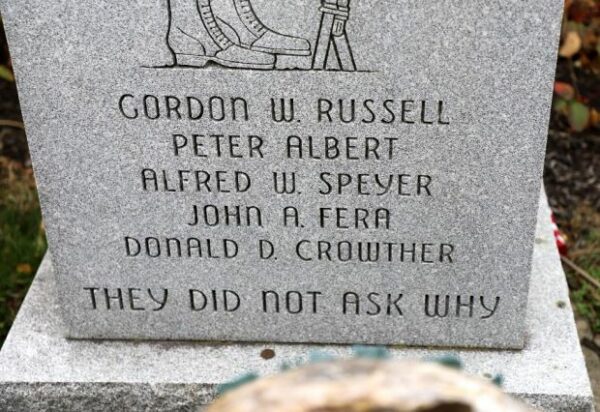 GORDON W. RUSSELL
PETER ALBERT
ALFRED W. SPEYER
JOHN A. FERA
DONALD D. CROWTHER
THEY DID NOT ASK WHY